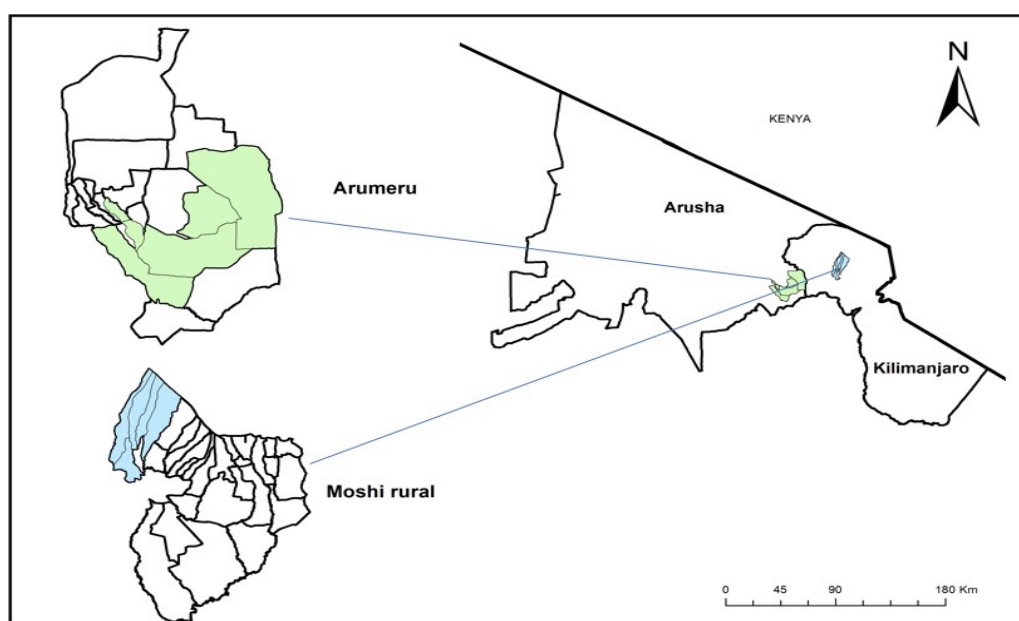 N
KENYA
Arumeru
Arusha
Kilimanjaro
Moshi rural
0 45 90 180 Km